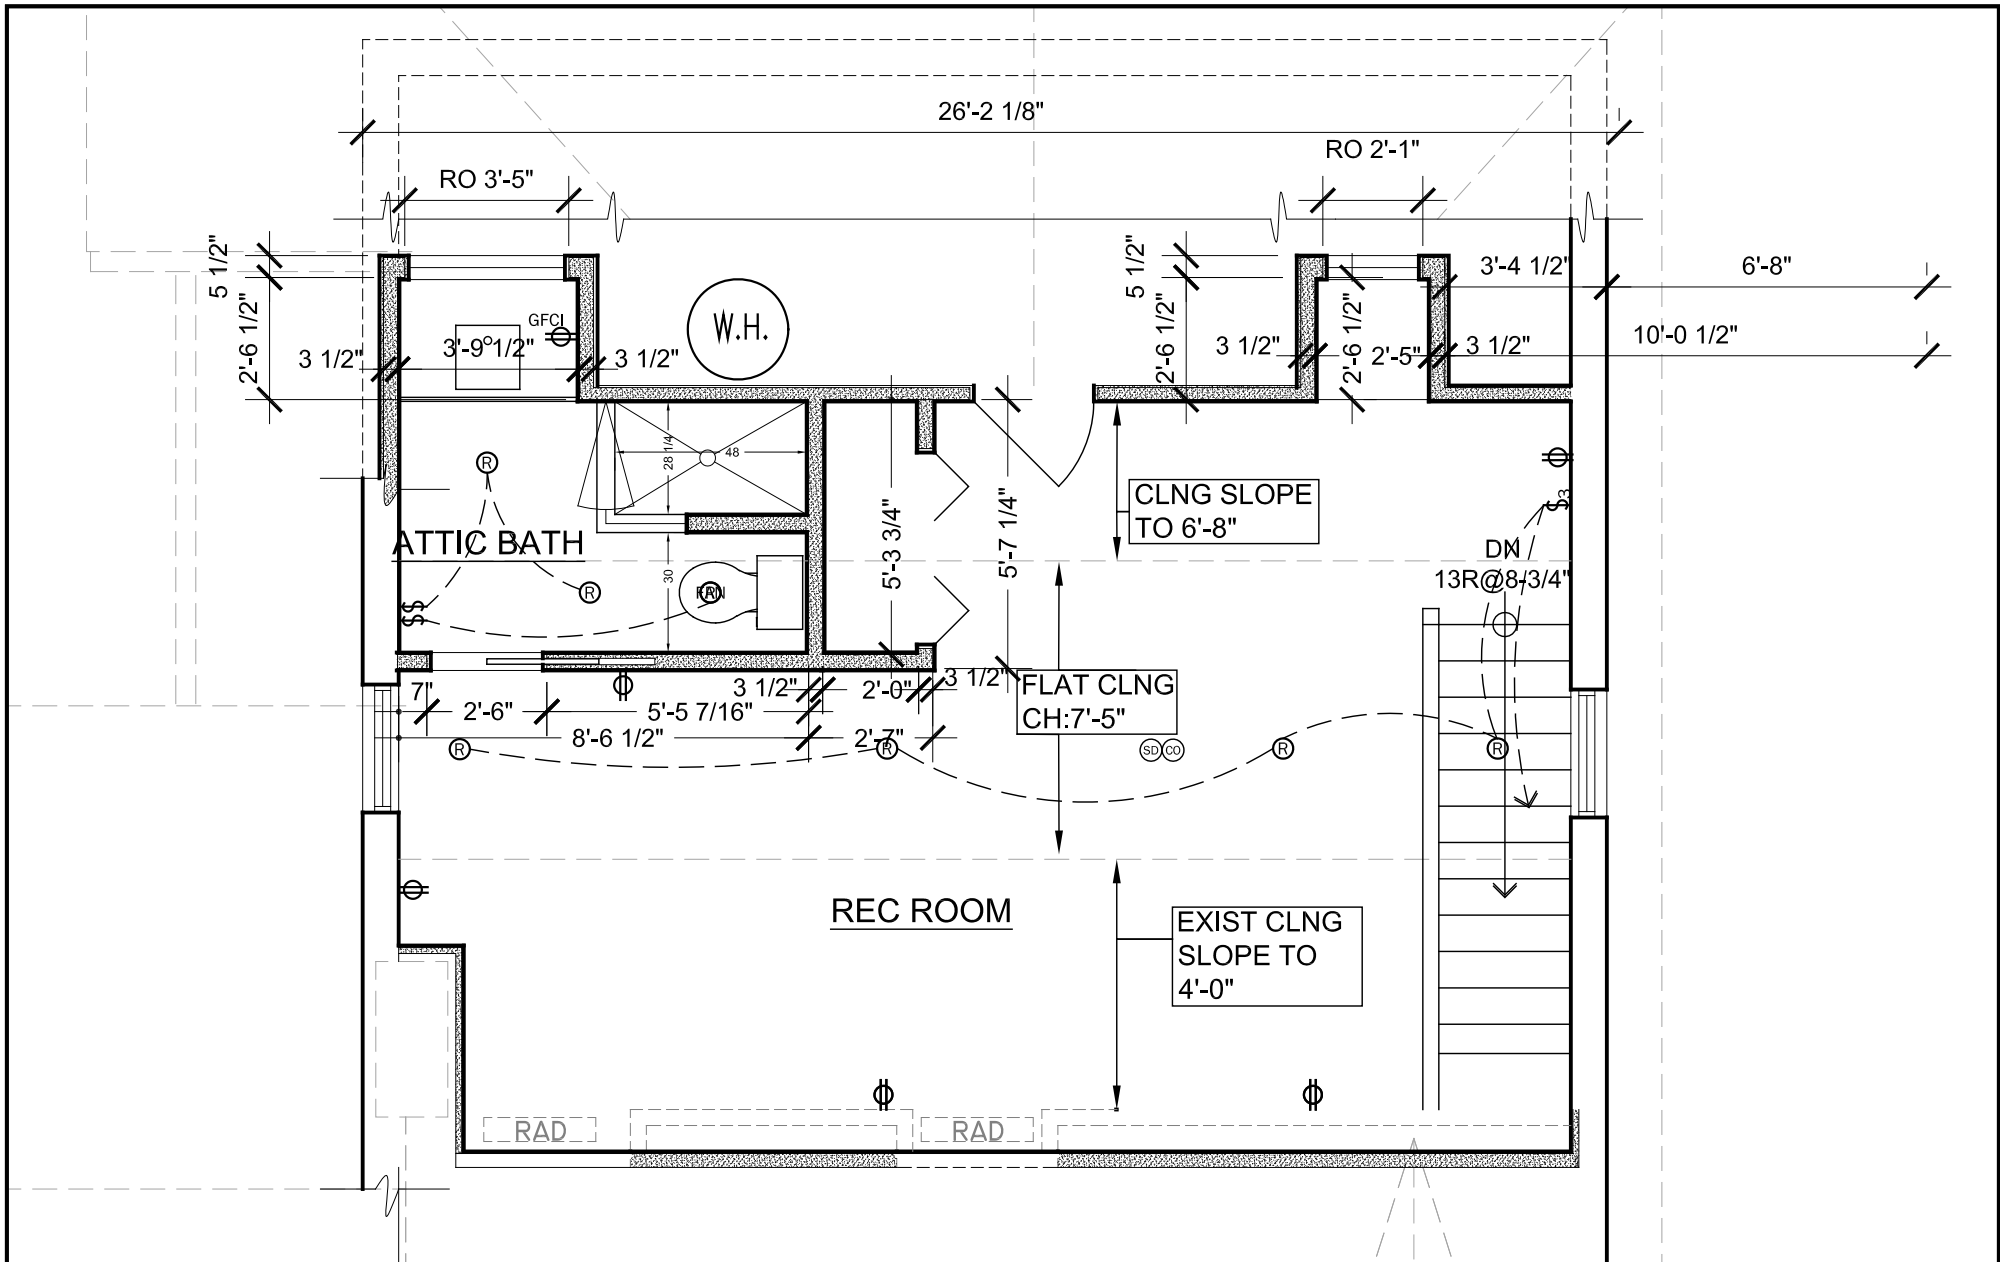 26'-2 1/8"
RO 3'-5"
RO 2'-1"
5 1/2"
2'-6 1/2"
3 1/2"
3'-9 1/2"
GFCI
3 1/2"
W.H.
5 1/2"
2'-6 1/2"
3 1/2"
2'-6 1/2"
2'-5"
3 1/2"
3'-4 1/2"
6'-8"
10'-0 1/2"
28 1/4
48
R
ATTIC BATH
R
30
FAN
R
$$
5'-3 3/4"
5'-7 1/4"
CLNG SLOPE
TO 6'-8"
$3
DN
13R@8-3/4"
7"
2'-6"
5'-5 7/16"
3 1/2"
2'-0"
3 1/2"
8'-6 1/2"
2'-7"
FLAT CLNG
CH:7'-5"
R
R
SD CO
R
R
REC ROOM
EXIST CLNG
SLOPE TO
4'-0"
RAD
RAD